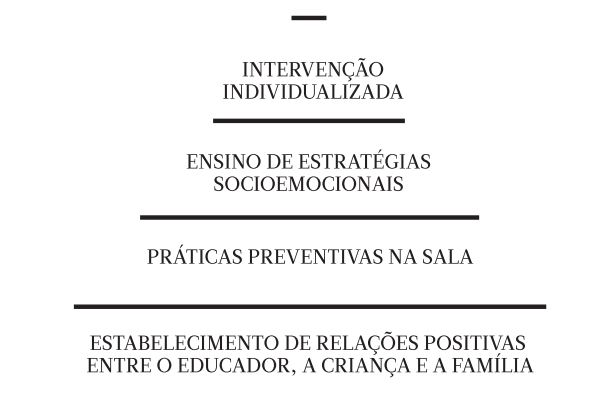 INTERVENÇÃO
INDIVIDUALIZADA
ENSINO DE ESTRATÉGIAS
SOCIOEMOCIONAIS
PRÁTICAS PREVENTIVAS NA SALA
ESTABELECIMENTO DE RELAÇÕES POSITIVAS
ENTRE O EDUCADOR, A CRIANÇA E A FAMÍLIA